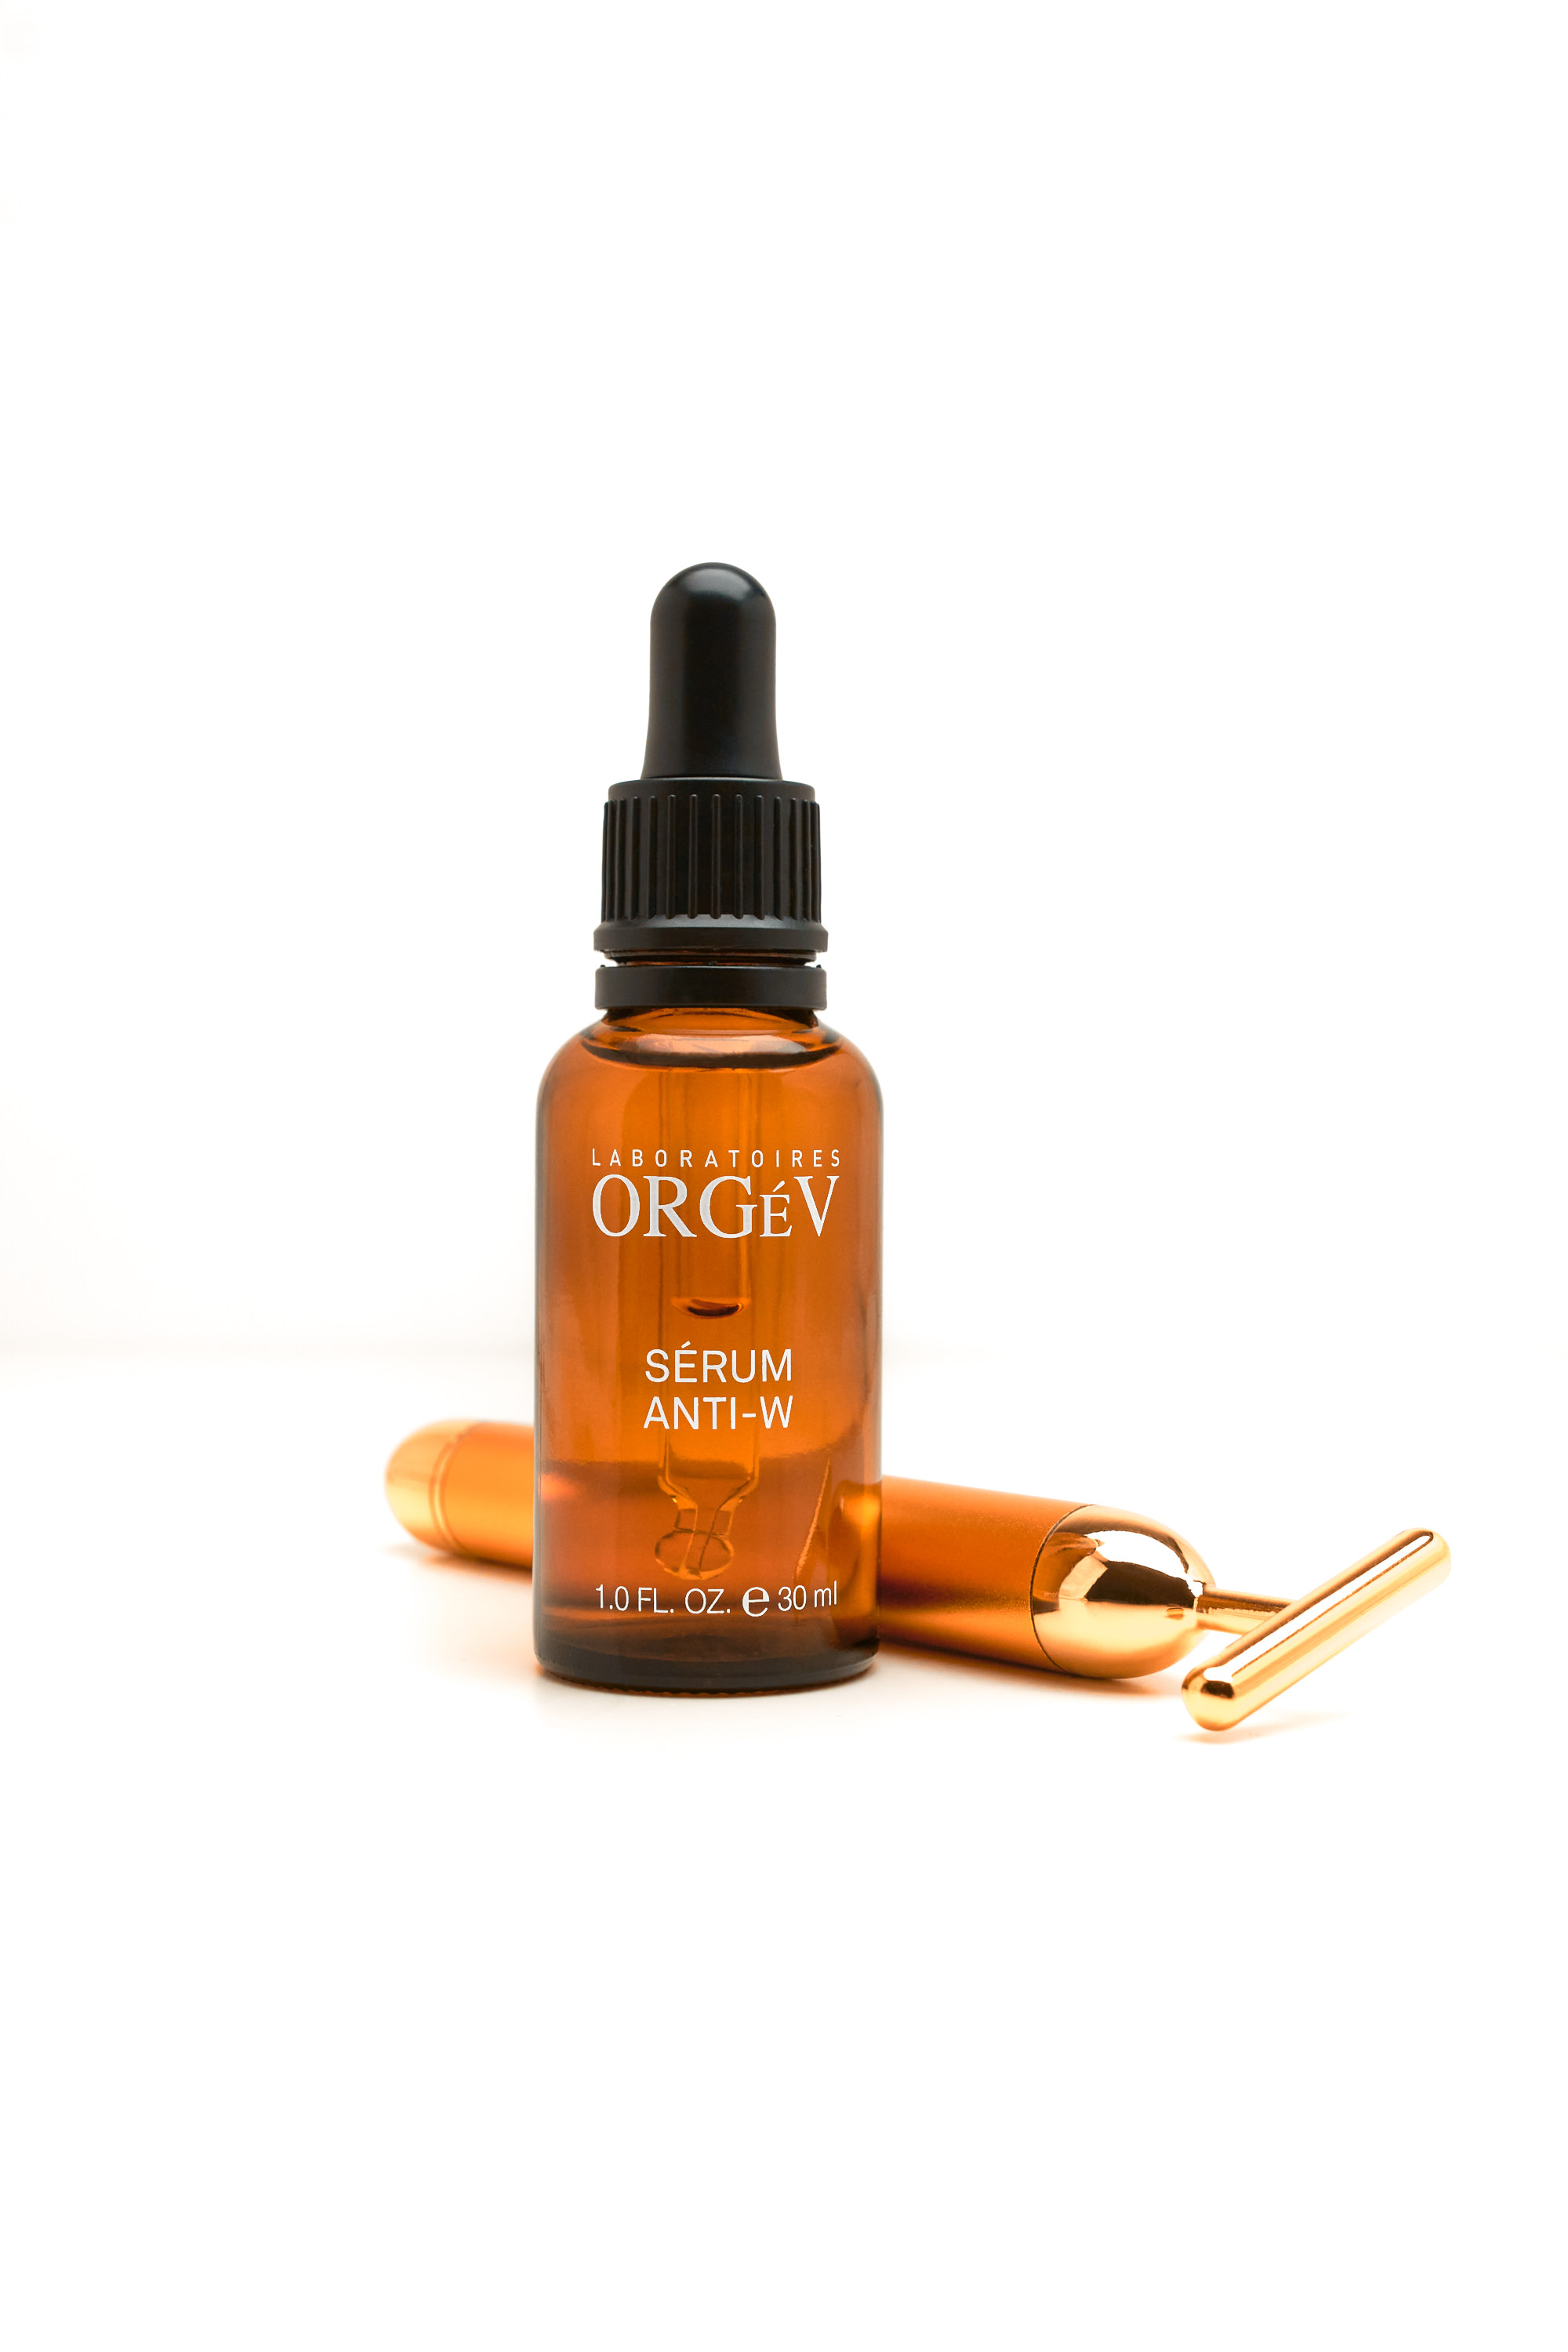 LABORATOIRES
ORGéV
SÉRUM
ANTI-W
1.0 FL. OZ. ℮ 30 ml